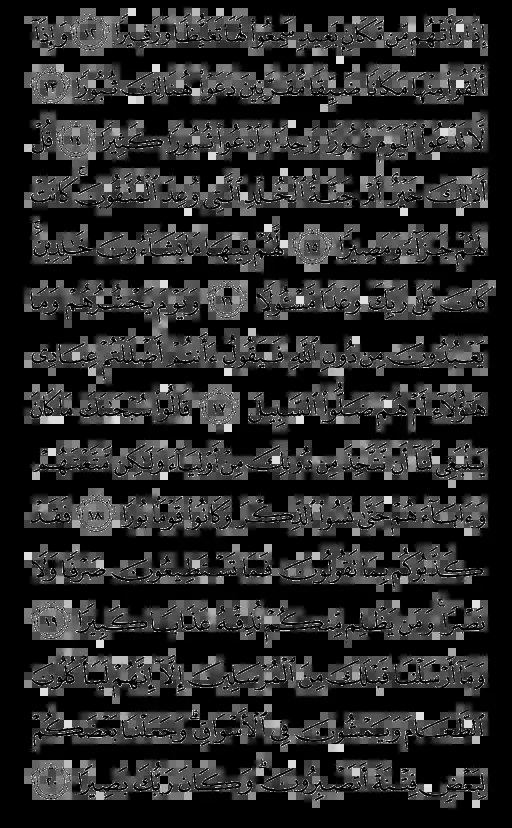 إِذَا رَأَتْهُم مِّن مَّكَانٍۭ بَعِيدٍ سَمِعُوا۟ لَهَا تَغَيُّظًا وَزَفِيرًا ١٢ وَإِذَآ
أُلْقُوا۟ مِنْهَا مَكَانًا ضَيِّقًا مُّقَرَّنِينَ دَعَوْا۟ هُنَالِكَ ثُبُورًا ١٣
لَّا تَدْعُوا۟ ٱلْيَوْمَ ثُبُورًا وَٰحِدًا وَٱدْعُوا۟ ثُبُورًا كَثِيرًا ١٤ قُلْ
أَذَٰلِكَ خَيْرٌ أَمْ جَنَّةُ ٱلْخُلْدِ ٱلَّتِى وُعِدَ ٱلْمُتَّقُونَ ۚ كَانَتْ
لَهُمْ جَزَآءً وَمَصِيرًا ١٥ لَّهُمْ فِيهَا مَا يَشَآءُونَ خَٰلِدِينَ ۚ
كَانَ عَلَىٰ رَبِّكَ وَعْدًا مَّسْـُٔولًا ١٦ وَيَوْمَ يَحْشُرُهُمْ وَمَا
يَعْبُدُونَ مِن دُونِ ٱللَّهِ فَيَقُولُ ءَأَنتُمْ أَضْلَلْتُمْ عِبَادِى
هَٰٓؤُلَآءِ أَمْ هُمْ ضَلُّوا۟ ٱلسَّبِيلَ ١٧ قَالُوا۟ سُبْحَٰنَكَ مَا كَانَ
يَنۢبَغِى لَنَآ أَن نَّتَّخِذَ مِن دُونِكَ مِنْ أَوْلِيَآءَ وَلَٰكِن مَّتَّعْتَهُمْ
وَءَابَآءَهُمْ حَتَّىٰ نَسُوا۟ ٱلذِّكْرَ وَكَانُوا۟ قَوْمًۢا بُورًا ١٨ فَقَدْ
كَذَّبُوكُم بِمَا تَقُولُونَ فَمَا تَسْتَطِيعُونَ صَرْفًا وَلَا
نَصْرًا ۚ وَمَن يَظْلِم مِّنكُمْ نُذِقْهُ عَذَابًا كَبِيرًا ١٩
وَمَآ أَرْسَلْنَا قَبْلَكَ مِنَ ٱلْمُرْسَلِينَ إِلَّآ إِنَّهُمْ لَيَأْكُلُونَ
ٱلطَّعَامَ وَيَمْشُونَ فِى ٱلْأَسْوَاقِ ۗ وَجَعَلْنَا بَعْضَكُمْ
لِبَعْضٍ فِتْنَةً أَتَصْبِرُونَ ۗ وَكَانَ رَبُّكَ بَصِيرًا ٢٠